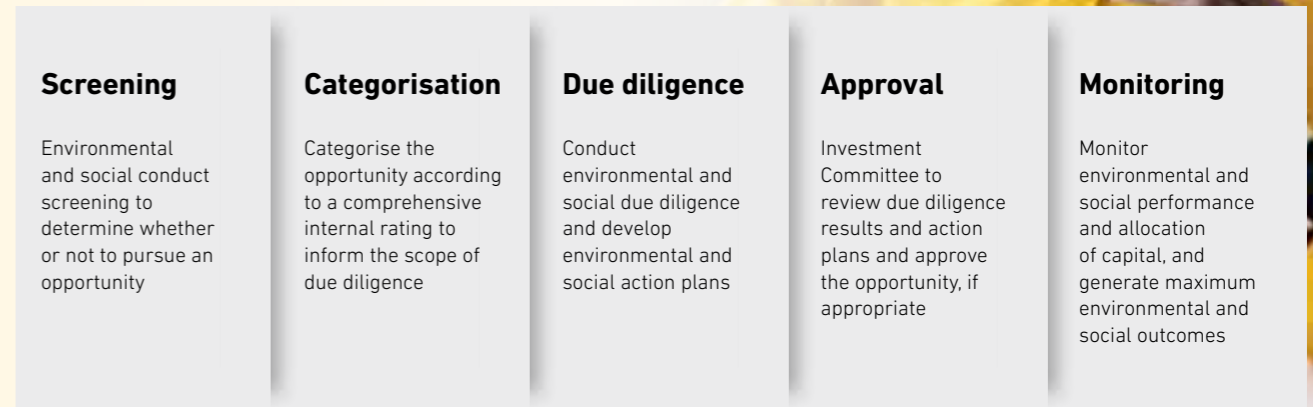 Screening
Environmental
and social conduct
screening to
determine whether
or not to pursue an
opportunity
Categorisation
Categorise the
opportunity according
to a comprehensive
internal rating to
inform the scope of
due diligence
Due diligence
Conduct
environmental and
social due diligence
and develop
environmental and
social action plans
Approval
Investment
Committee to
review due diligence
results and action
plans and approve
the opportunity, if
appropriate
Monitoring
Monitor
environmental and
social performance
and allocation
of capital, and
generate maximum
environmental and
social outcomes